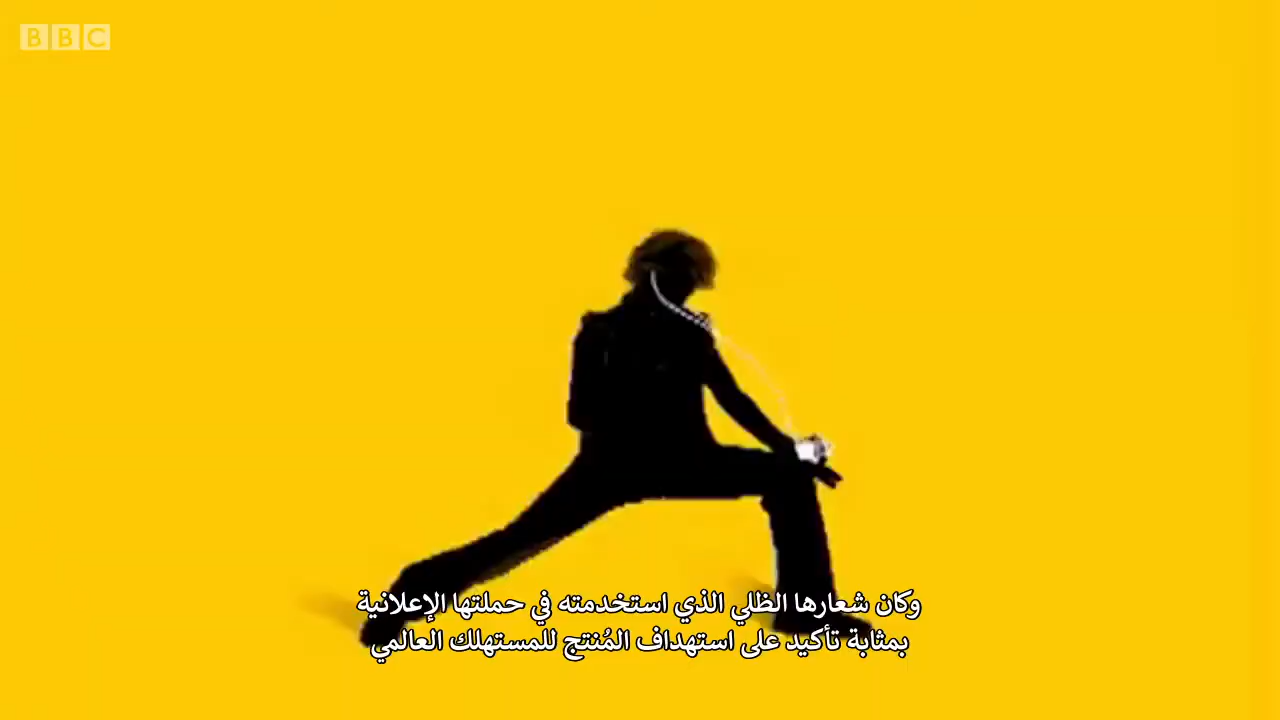 BBC
وكان شعارها الظلي الذي استخدمته في حملتها الإعلانية
بمثابة تأكيد على استهداف المُنتج للمستهلك العالمي